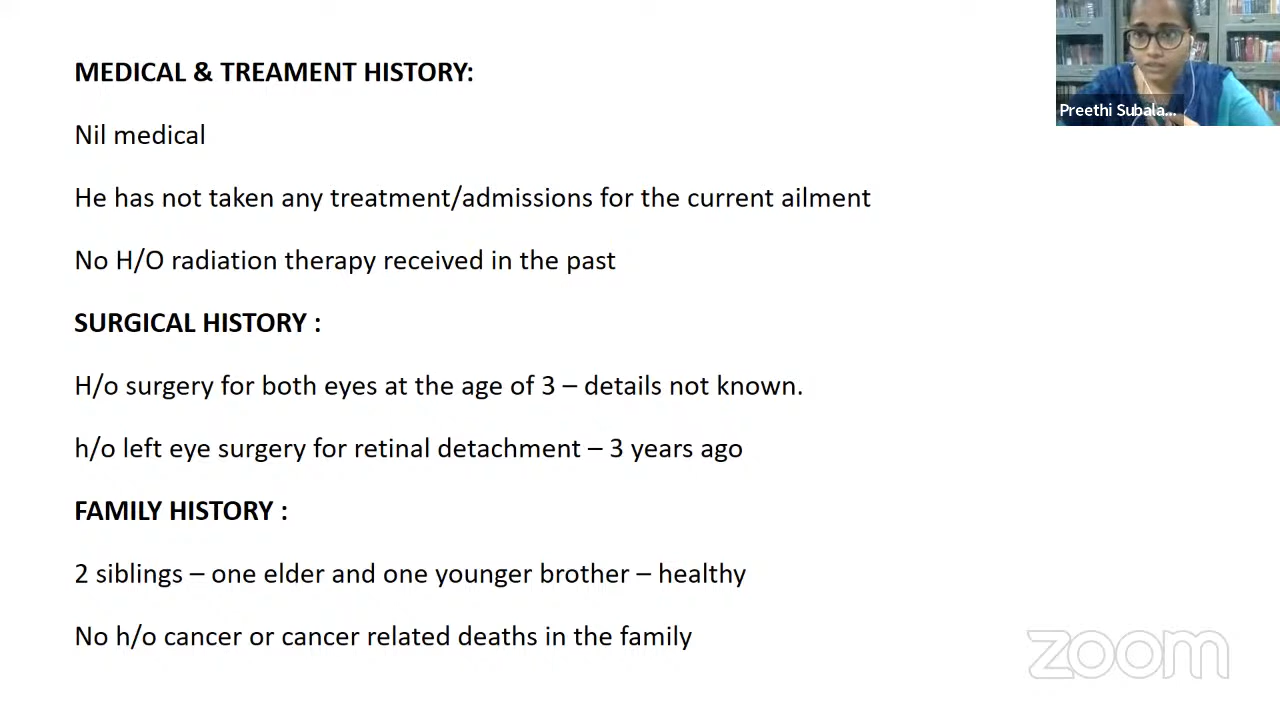 MEDICAL & TREAMENT HISTORY:
Nil medical
He has not taken any treatment/admissions for the current ailment
No H/O radiation therapy received in the past
SURGICAL HISTORY :
H/o surgery for both eyes at the age of 3 – details not known.
h/o left eye surgery for retinal detachment – 3 years ago
FAMILY HISTORY :
2 siblings – one elder and one younger brother – healthy
No h/o cancer or cancer related deaths in the family
Preethi Subala...
zoom